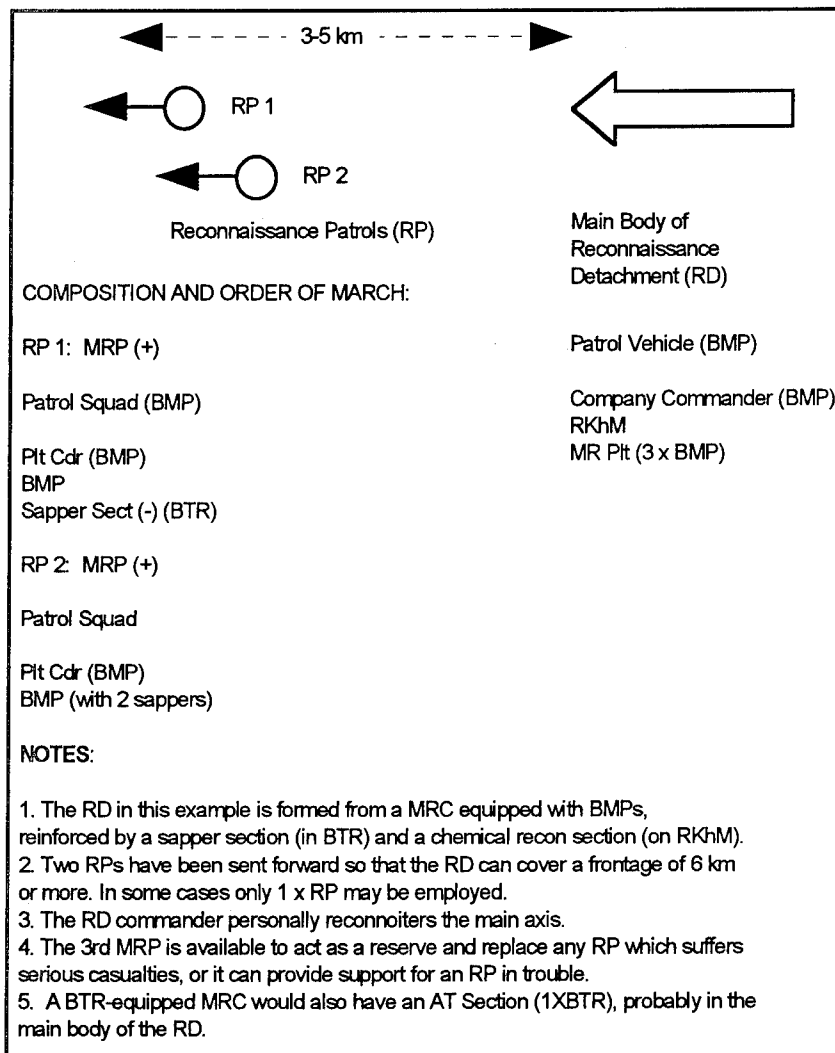 3-5 km
RP 1
RP 2
Reconnaissance Patrols (RP)
Main Body of
Reconnaissance
Detachment (RD)
COMPOSITION AND ORDER OF MARCH:
RP 1: MRP (+)
Patrol Squad (BMP)
Plt Cdr (BMP)
BMP
Sapper Sect (-) (BTR)
RP 2: MRP (+)
Patrol Squad
Plt Cdr (BMP)
BMP (with 2 sappers)
Patrol Vehicle (BMP)
Company Commander (BMP)
RKhM
MR Plt (3 x BMP)
NOTES:
1. The RD in this example is formed from a MRC equipped with BMPs,
reinforced by a sapper section (in BTR) and a chemical recon section (on RKhM).
2. Two RPs have been sent forward so that the RD can cover a frontage of 6 km
or more. In some cases only 1 x RP may be employed.
3. The RD commander personally reconnoiters the main axis.
4. The 3rd MRP is available to act as a reserve and replace any RP which suffers
serious casualties, or it can provide support for an RP in trouble.
5. A BTR-equipped MRC would also have an AT Section (1XBTR), probably in the
main body of the RD.